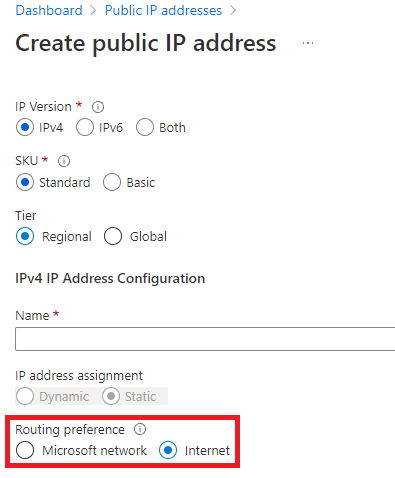 Dashboard > Public IP addresses >
Create public IP address ...
IP Version *
IPv4 IPv6 Both
SKU *
Standard Basic
Tier
Regional Global
IPv4 IP Address Configuration
Name *
IP address assignment
Dynamic Static
Routing preference
Microsoft network Internet